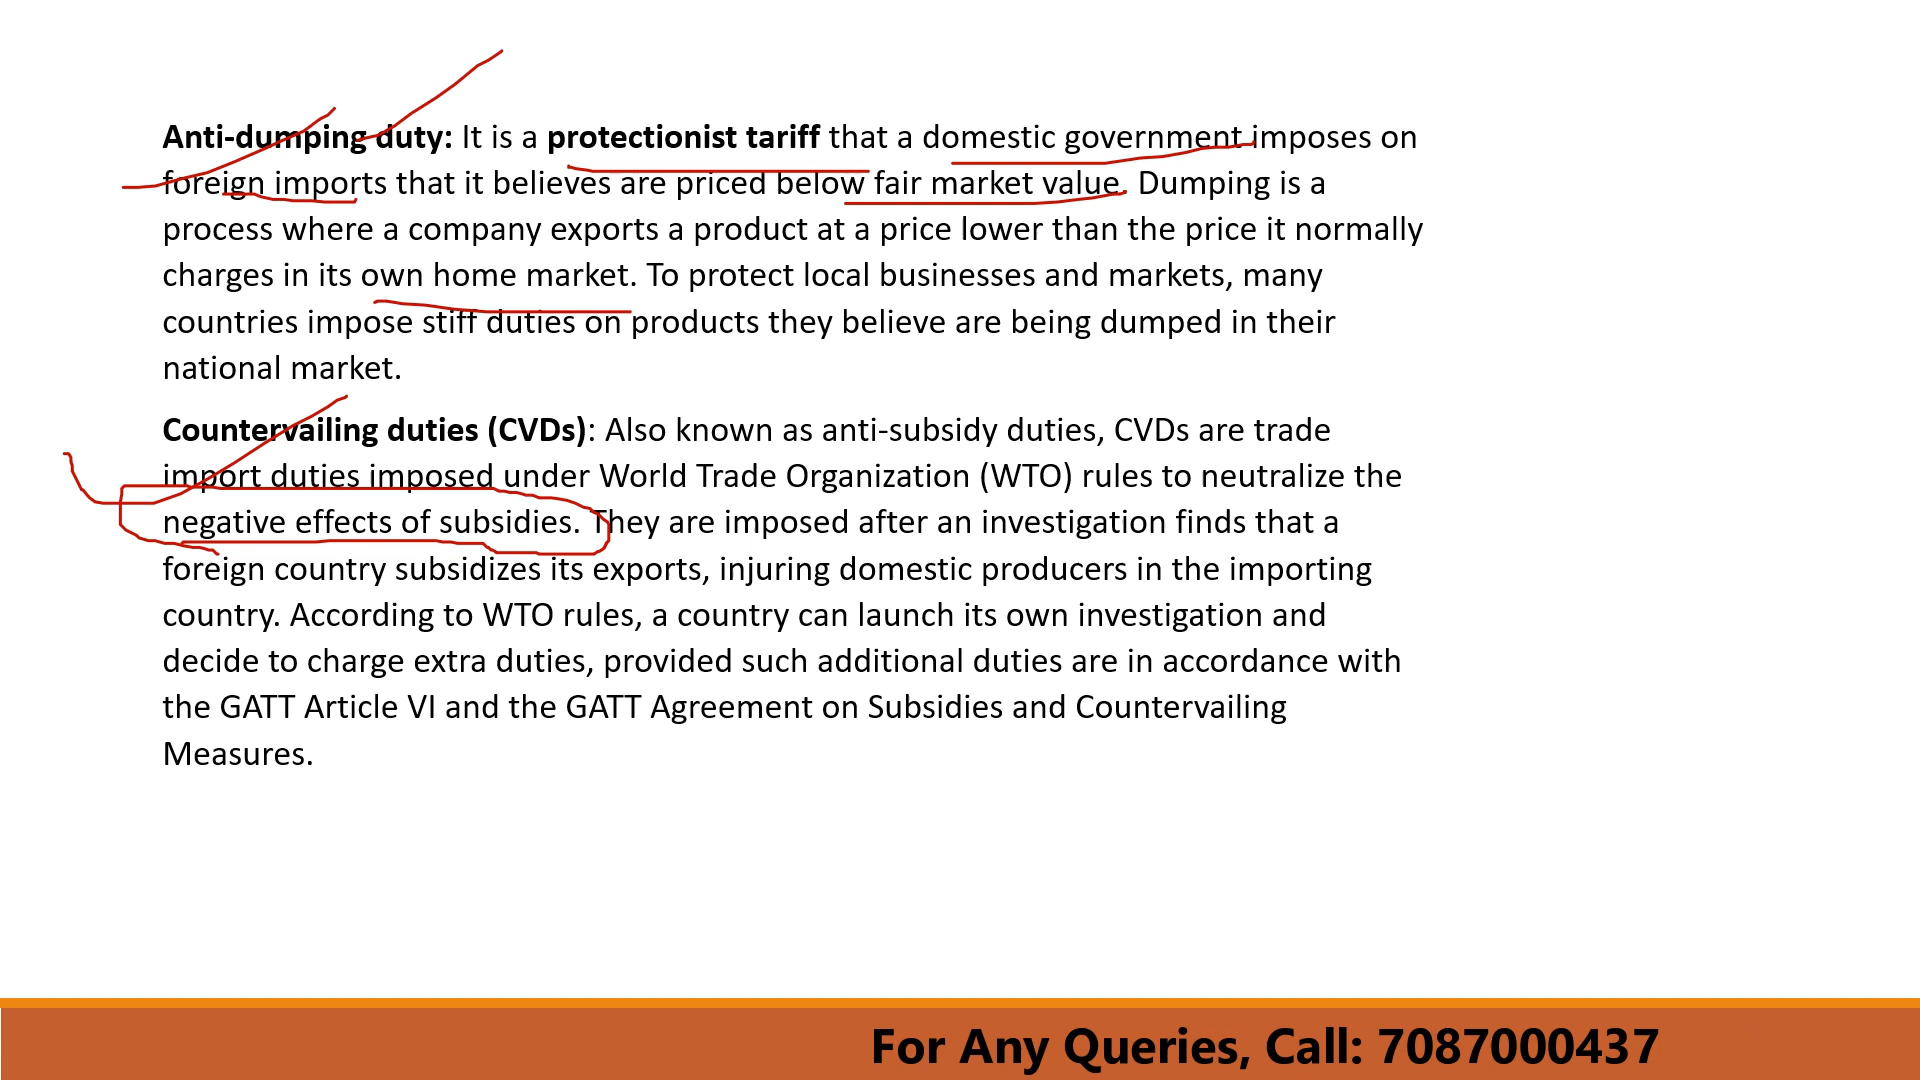 Anti-dumping duty: It is a protectionist tariff that a domestic government imposes on
foreign imports that it believes are priced below fair market value. Dumping is a
process where a company exports a product at a price lower than the price it normally
charges in its own home market. To protect local businesses and markets, many
countries impose stiff duties on products they believe are being dumped in their
national market.
Countervailing duties (CVDs): Also known as anti-subsidy duties, CVDs are trade
import duties imposed under World Trade Organization (WTO) rules to neutralize the
negative effects of subsidies. They are imposed after an investigation finds that a
foreign country subsidizes its exports, injuring domestic producers in the importing
country. According to WTO rules, a country can launch its own investigation and
decide to charge extra duties, provided such additional duties are in accordance with
the GATT Article VI and the GATT Agreement on Subsidies and Countervailing
Measures.
For Any Queries, Call: 7087000437